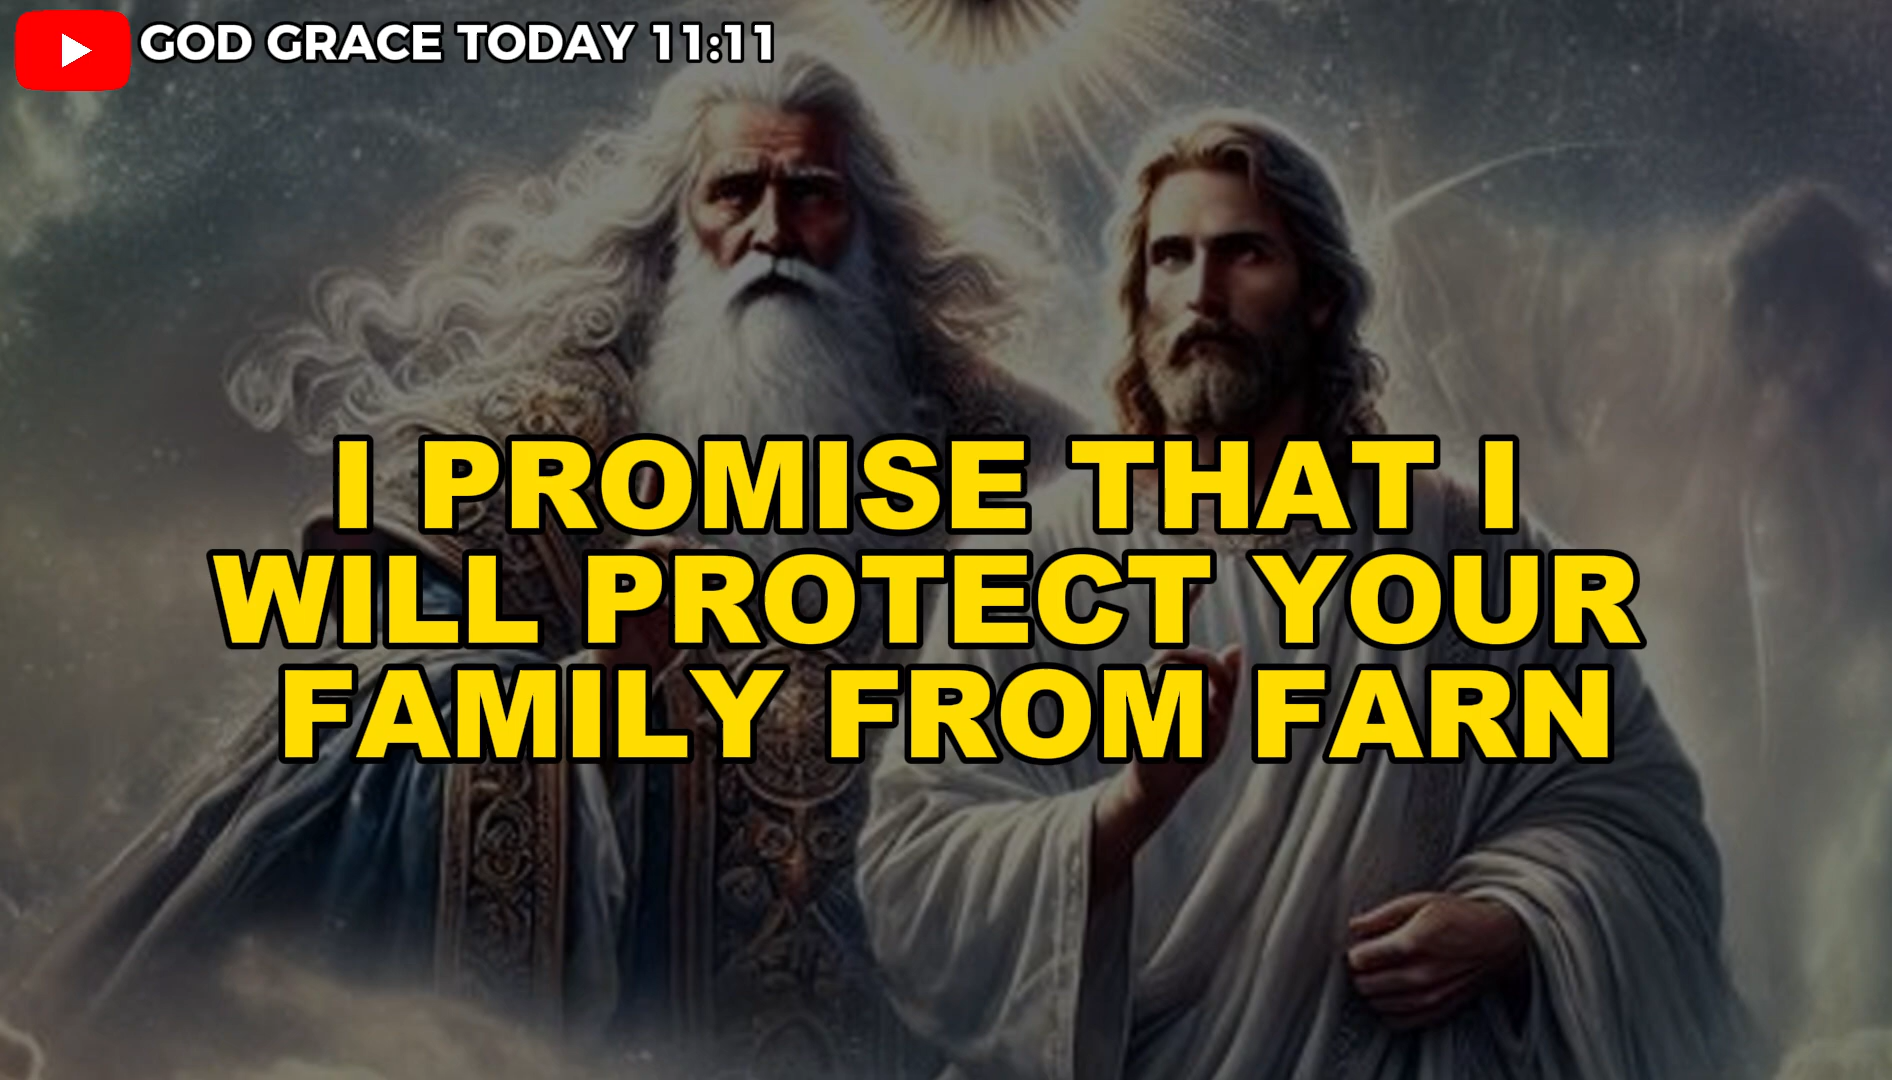 GOD GRACE TODAY 11:11
I PROMISE THAT I
WILL PROTECT YOUR
FAMILY FROM FARN